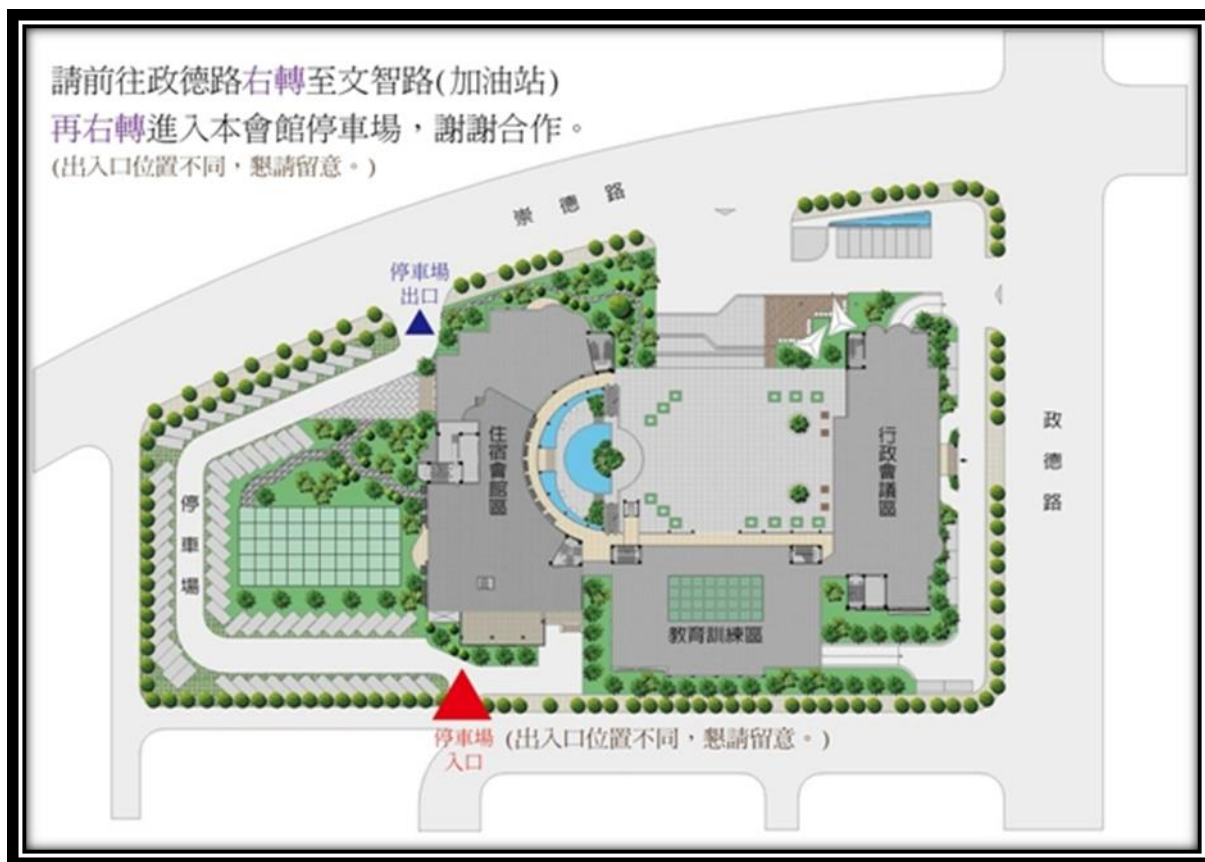 請前往政德路右轉至文智路(加油站)
再右轉進入本會館停車場，謝謝合作。
(出入口位置不同，懇請留意。)
崇德路
停車場
出口
住宿會館區
行政會議區
政德路
停車場
教育訓練區
停車場
入口
(出入口位置不同，懇請留意。)